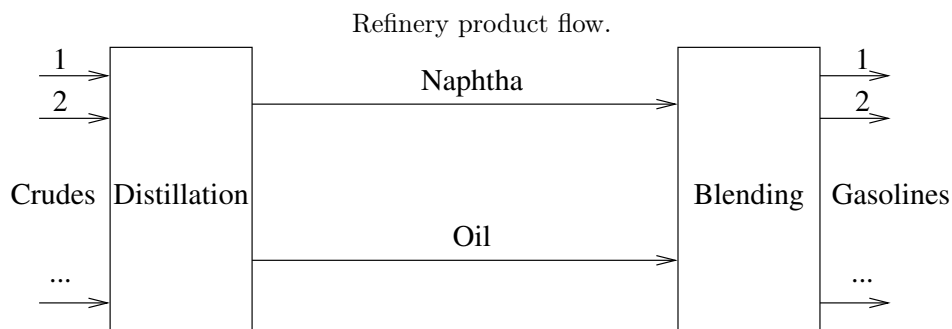 Refinery product flow.
1
2
Crudes
...
Distillation
Naphtha
Oil
Blending
1
2
Gasolines
...